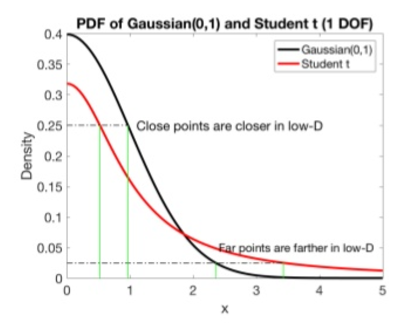 PDF of Gaussian(0,1) and Student t (1 DOF)
0.4
0.35
0.3
0.25
0.2
0.15
0.1
0.05
0
Density
Gaussian(0,1)
Student t
Close points are closer in low-D
Far points are farther in low-D
0 1 2 3 4 5
x